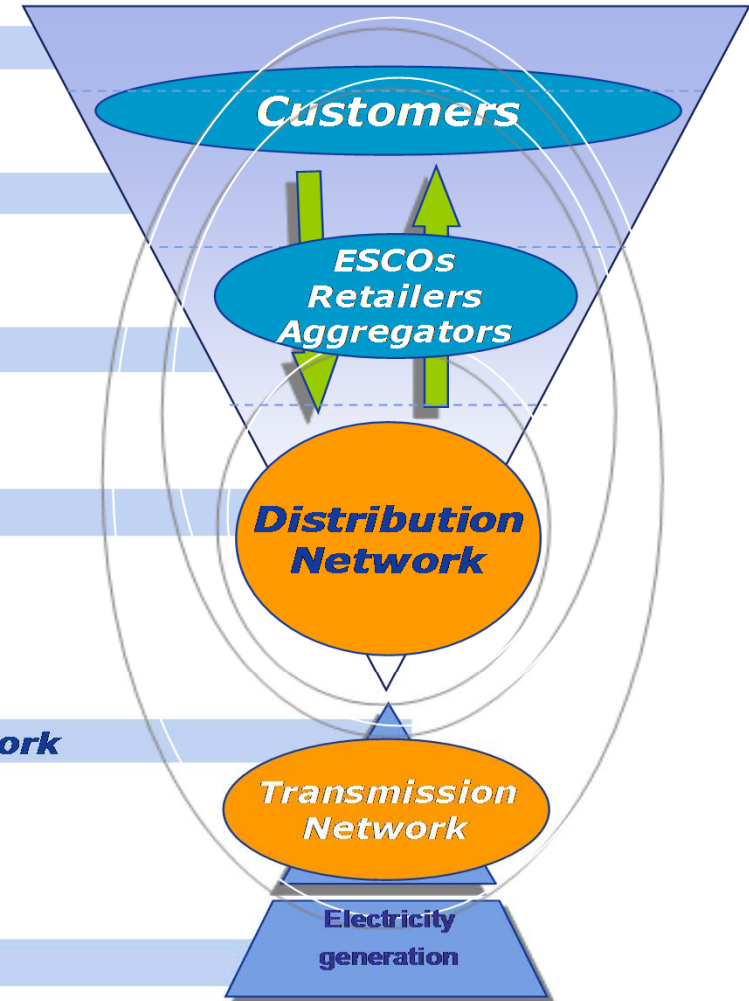 Customers
ESCOs
Retailers
Aggregators
Distribution
Network
ork
Transmission
Network
Electricity
generation